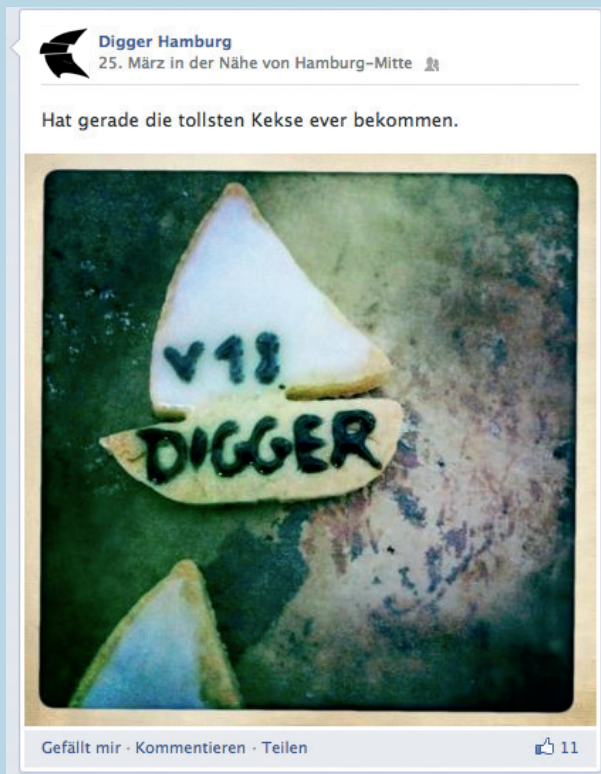 Digger Hamburg
25. März in der Nähe von Hamburg-Mitte
Hat gerade die tollsten Kekse ever bekommen.
v18
DIGGER
Gefällt mir · Kommentieren · Teilen
11